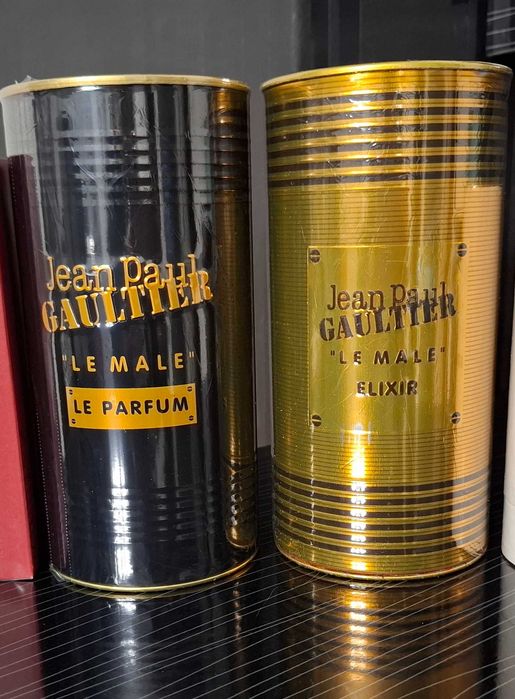 Jean Paul
GAULTIER
"LE MALE"
LE PARFUM
Jean Paul
GAULTIER
"LE MALE"
ELIXIR